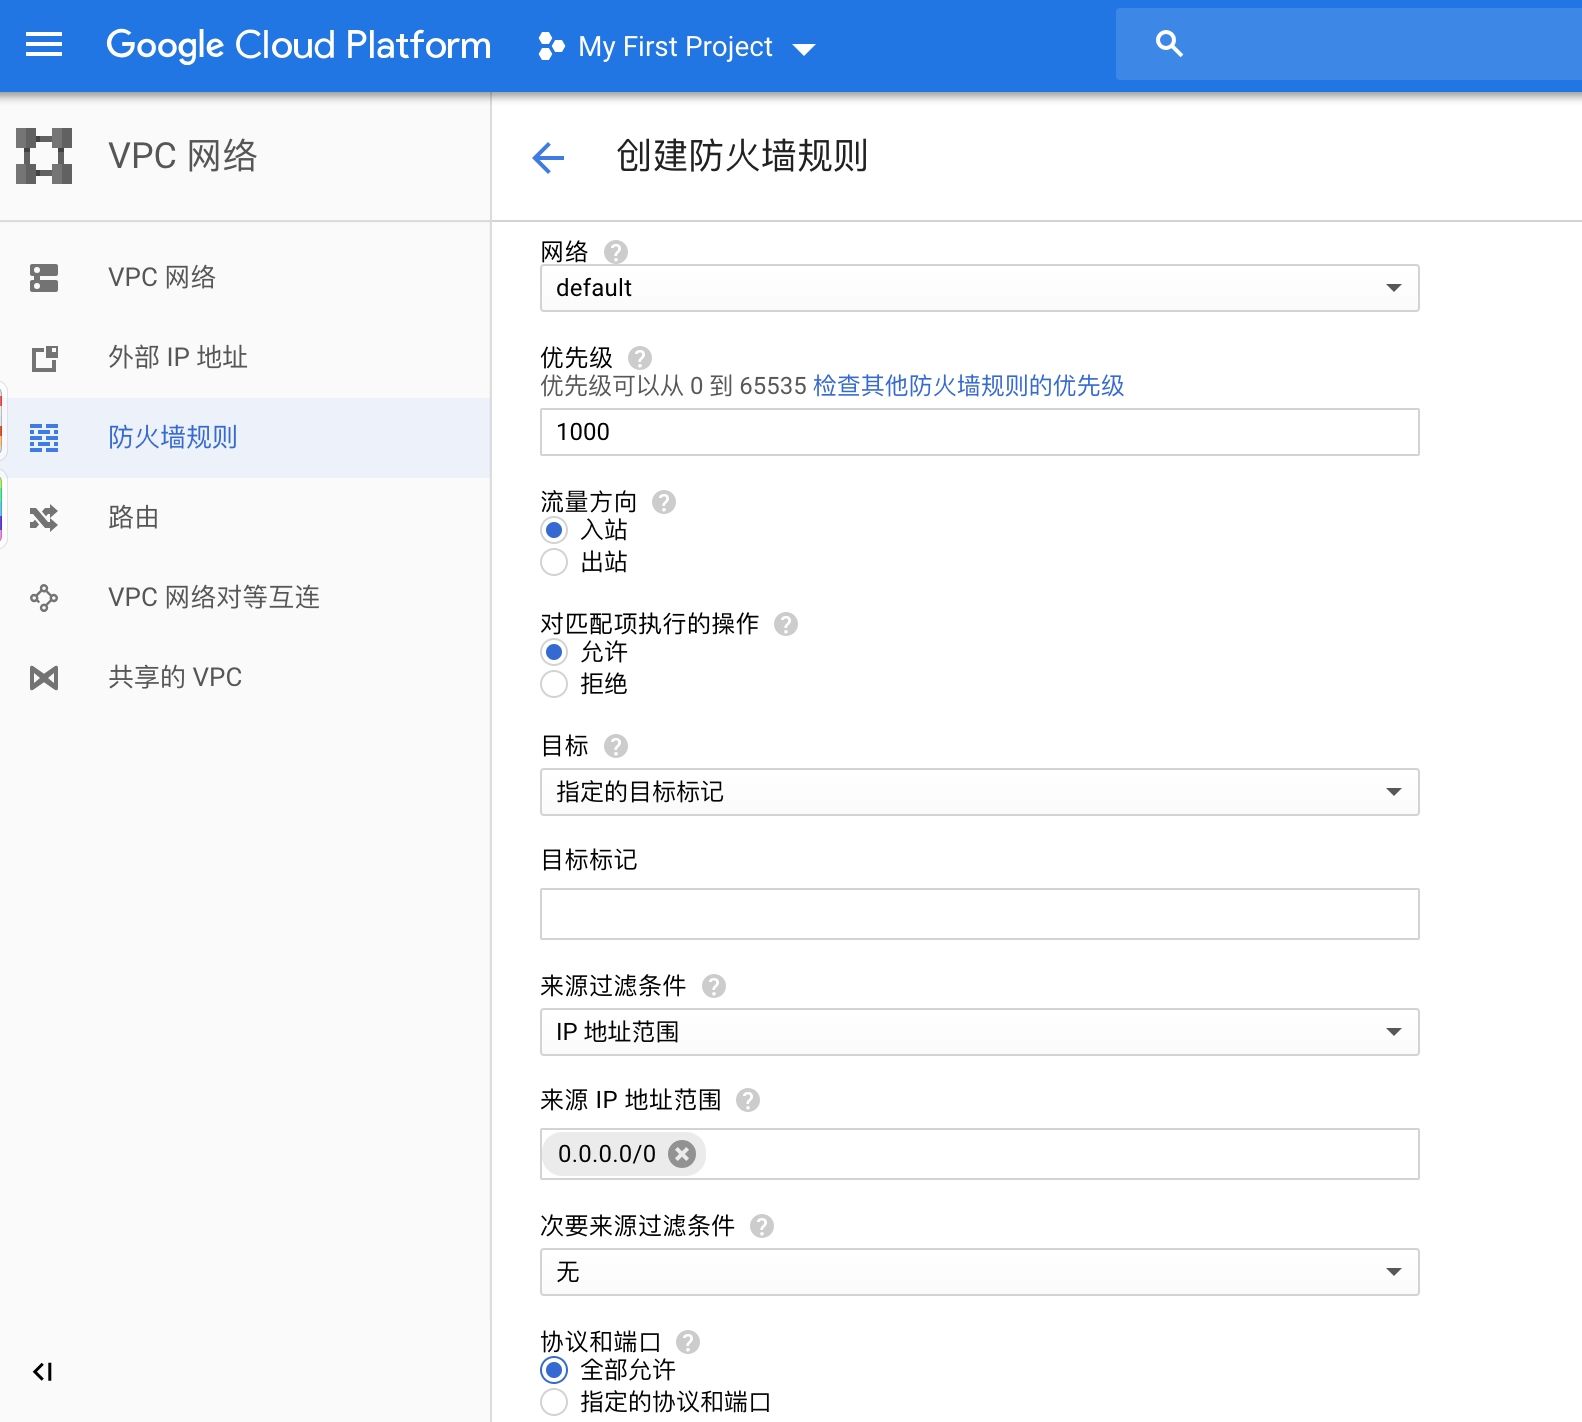 Google Cloud Platform
My First Project
VPC 网络
创建防火墙规则
VPC 网络
外部 IP 地址
防火墙规则
路由
VPC 网络对等互连
共享的 VPC
网络
default
优先级
优先级可以从 0 到 65535 检查其他防火墙规则的优先级
1000
流量方向
入站
出站
对匹配项执行的操作
允许
拒绝
目标
指定的目标标记
目标标记
来源过滤条件
IP 地址范围
来源 IP 地址范围
0.0.0.0/0
次要来源过滤条件
无
协议和端口
全部允许
指定的协议和端口